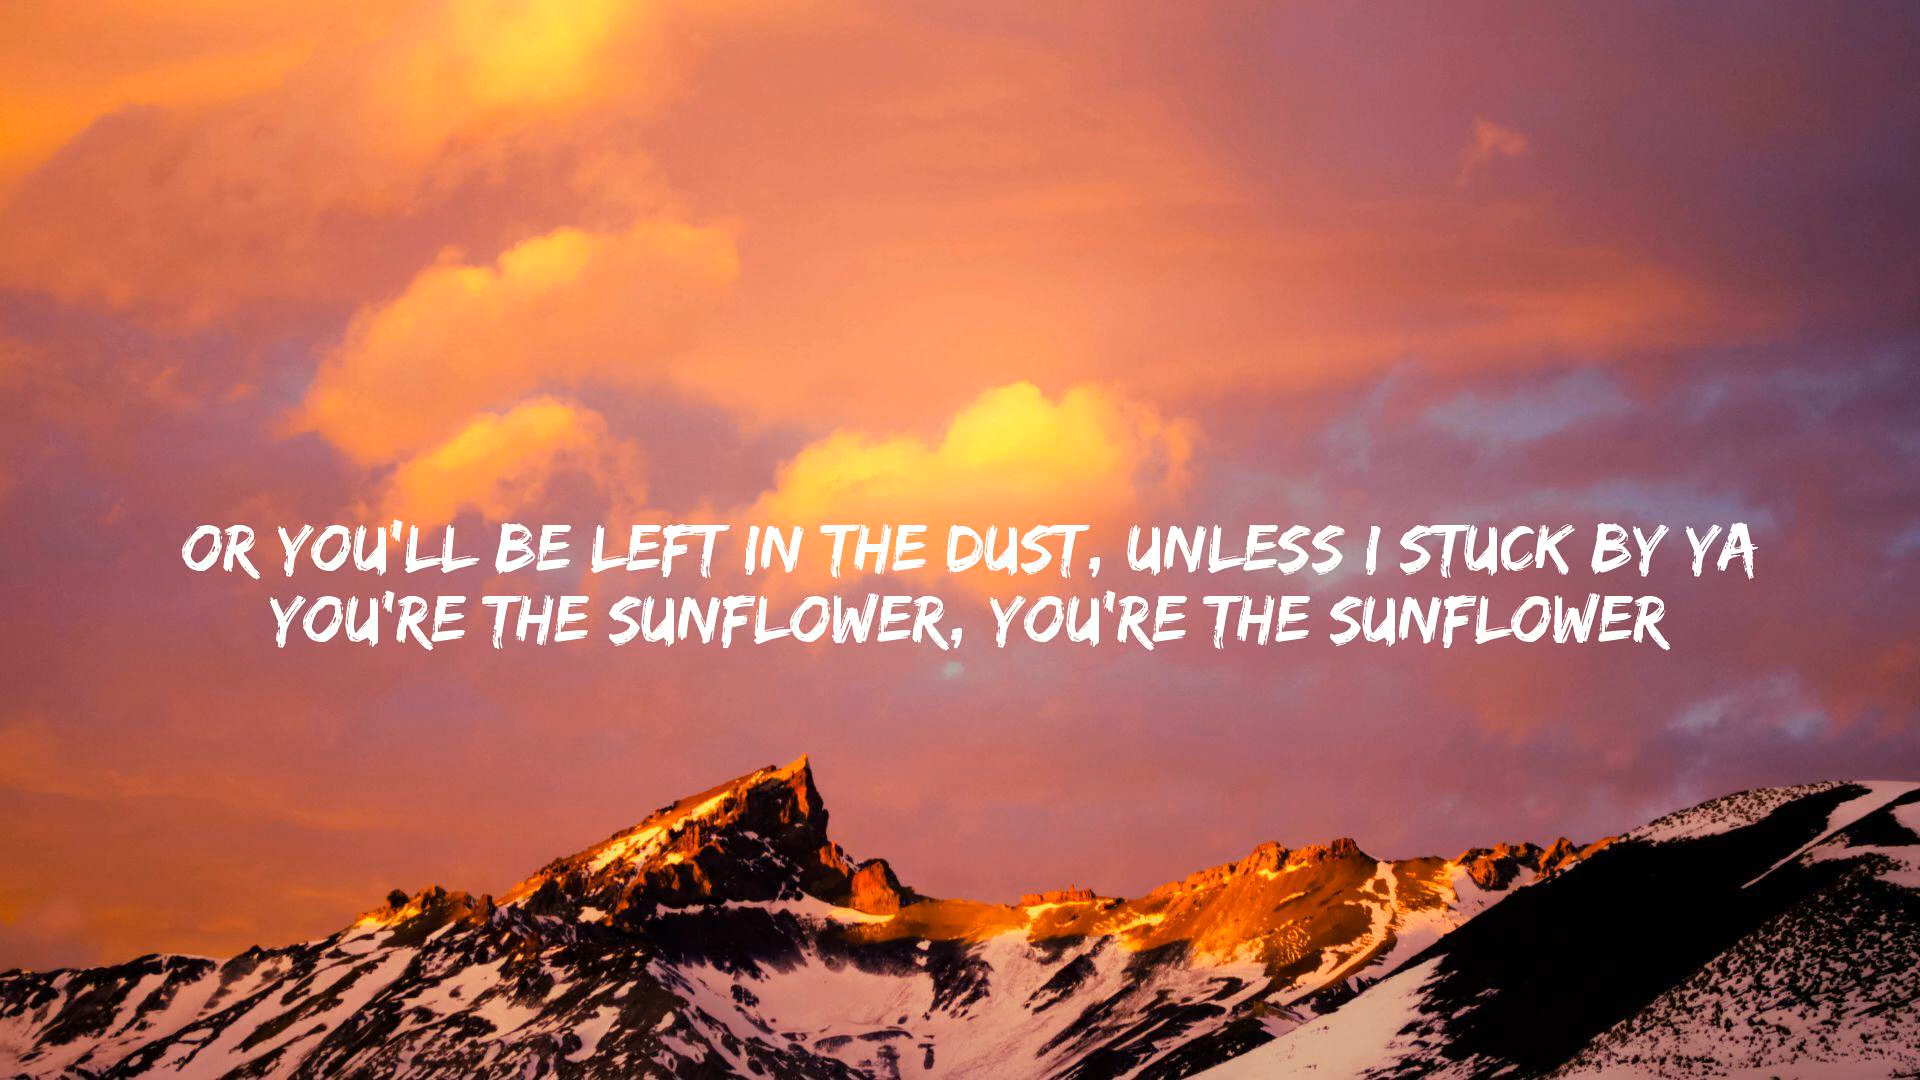 OR YOU'LL BE LEFT IN THE DUST, UNLESS I STUCK BY YA
YOU'RE THE SUNFLOWER, YOU'RE THE SUNFLOWER